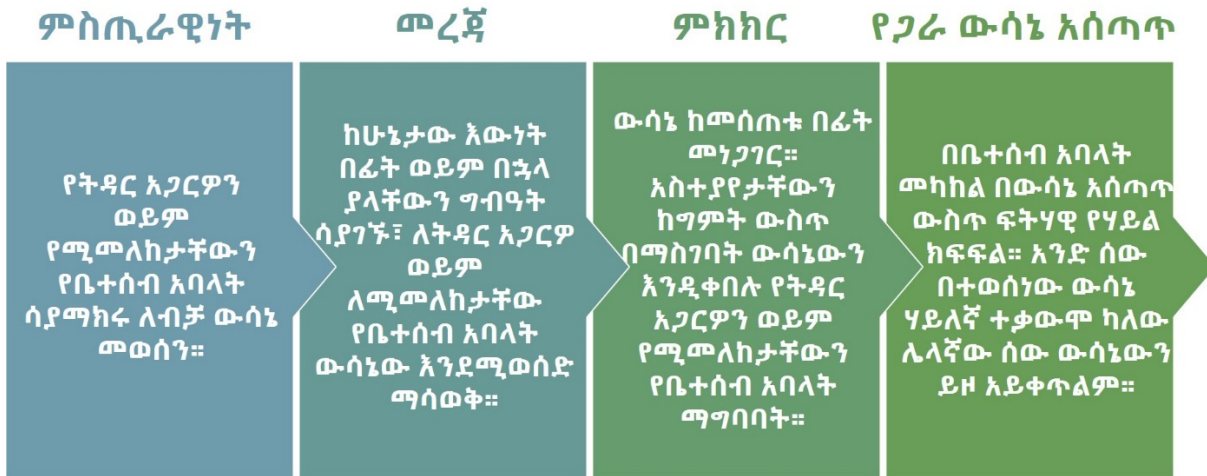 ምስጢራዊነት
የትዳር አጋርዎን
ወይም
የሚመለከታቸውን
የቤተሰብ አባላት
ሳያማክሩ ለብቻ ውሳኔ
መወሰን።
መረጃ
ከሁኔታው እውነት
በፊት ወይም በኋላ
ያላቸውን ግብዓት
ሳያገኙ፣ ለትዳር አጋርዎ
ወይም
ለሚመለከታቸው
የቤተሰብ አባላት
ውሳኔው እንደሚወሰድ
ማሳወቅ።
ምክክር
ውሳኔ ከመሰጠቱ በፊት
መነጋገር።
አስተያየታቸውን
ከግምት ውስጥ
በማስገባት ውሳኔውን
እንዲቀበሉ የትዳር
አጋርዎን ወይም
የሚመለከታቸውን
የቤተሰብ አባላት
ማግባባት።
የጋራ ውሳኔ አሰጣጥ
በቤተሰብ አባላት
መካከል በውሳኔ አሰጣጥ
ውስጥ ፍትሃዊ የሃይል
ክፍፍል። አንድ ሰው
በተወሰነው ውሳኔ
ሃይለኛ ተቃውሞ ካለው
ሌላኛው ሰው ውሳኔውን
ይዞ አይቀጥልም።